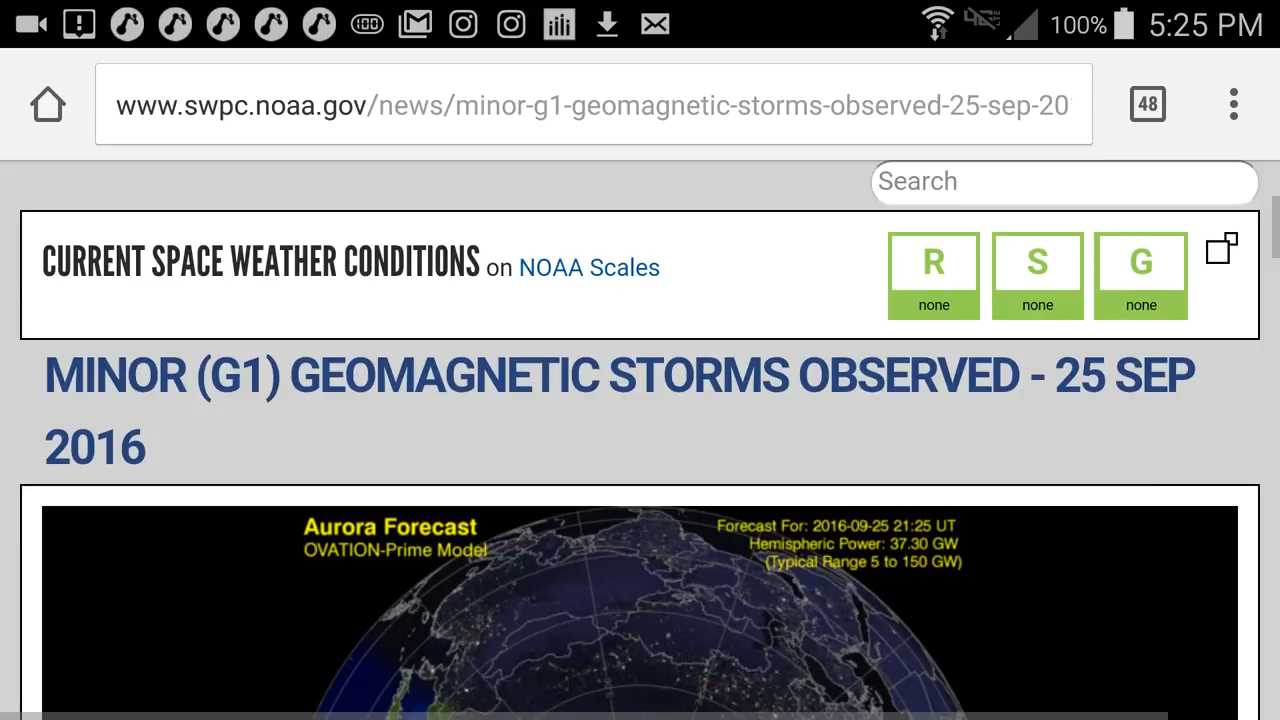 100% 5:25 PM
www.swpc.noaa.gov/news/minor-g1-geomagnetic-storms-observed-25-sep-20
48
Search
CURRENT SPACE WEATHER CONDITIONS on NOAA Scales
R S G
none none none
MINOR (G1) GEOMAGNETIC STORMS OBSERVED - 25 SEP
2016
Aurora Forecast
OVATION-Prime Model
Forecast For: 2016-09-25 21:25 UT
Hemispheric Power: 37.30 GW
(Typical Range 5 to 150 GW)